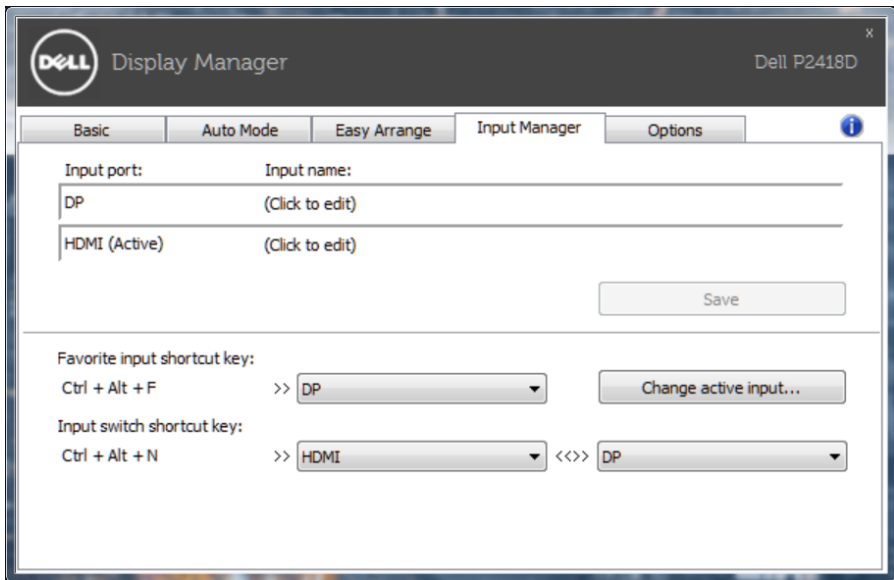 DELL Display Manager Dell P2418D x
Basic Auto Mode Easy Arrange Input Manager Options i
Input port: Input name:
DP (Click to edit)
HDMI (Active) (Click to edit)
Save
Favorite input shortcut key:
Ctrl + Alt + F >> DP Change active input...
Input switch shortcut key:
Ctrl + Alt + N >> HDMI <<>> DP